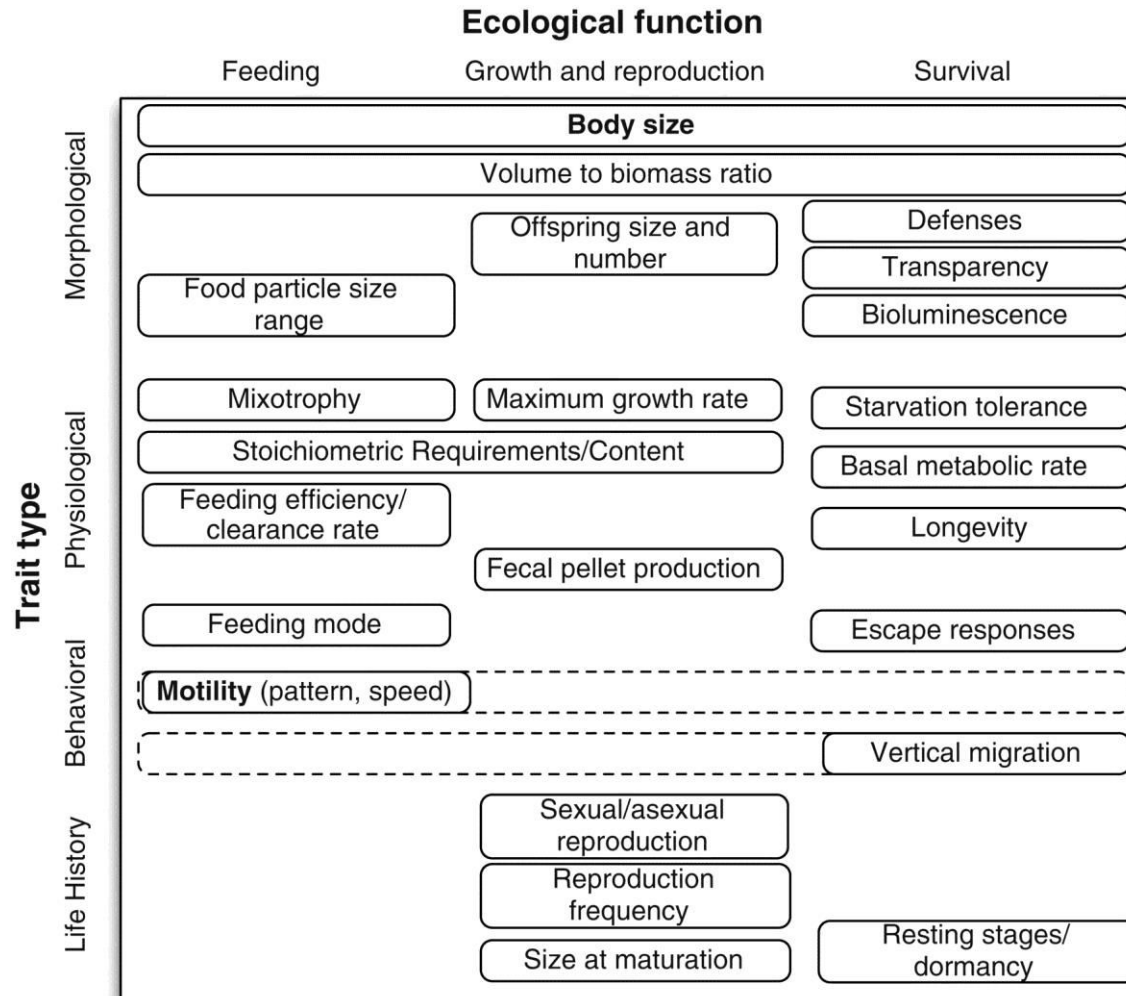 Ecological function
Feeding
Growth and reproduction
Survival
Trait type
Morphological
Body size
Volume to biomass ratio
Offspring size and
number
Defenses
Transparency
Food particle size
range
Bioluminescence
Physiological
Mixotrophy
Maximum growth rate
Starvation tolerance
Stoichiometric Requirements/Content
Basal metabolic rate
Feeding efficiency/
clearance rate
Longevity
Fecal pellet production
Behavioral
Feeding mode
Escape responses
Motility (pattern, speed)
Vertical migration
Life History
Sexual/asexual
reproduction
Reproduction
frequency
Size at maturation
Resting stages/
dormancy